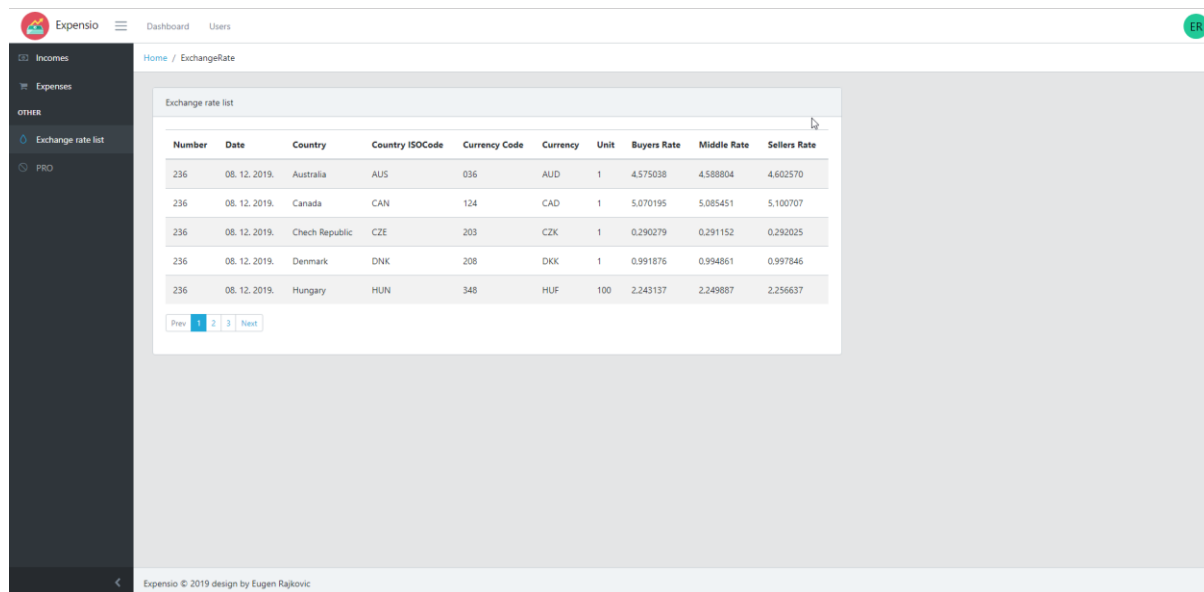 Expensio Dashboard Users ER
Incomes
Expenses
OTHER
Exchange rate list
PRO
Home / ExchangeRate
Exchange rate list
Number Date Country Country ISOCode Currency Code Currency Unit Buyers Rate Middle Rate Sellers Rate
236 08. 12. 2019. Australia AUS 036 AUD 1 4,575038 4,588804 4,602570
236 08. 12. 2019. Canada CAN 124 CAD 1 5,070195 5,085451 5,100707
236 08. 12. 2019. Chech Republic CZE 203 CZK 1 0,290279 0,291152 0,292025
236 08. 12. 2019. Denmark DNK 208 DKK 1 0,991876 0,994861 0,997846
236 08. 12. 2019. Hungary HUN 348 HUF 100 2,243137 2,249887 2,256637
Prev 1 2 3 Next
Expensio © 2019 design by Eugen Rajkovic